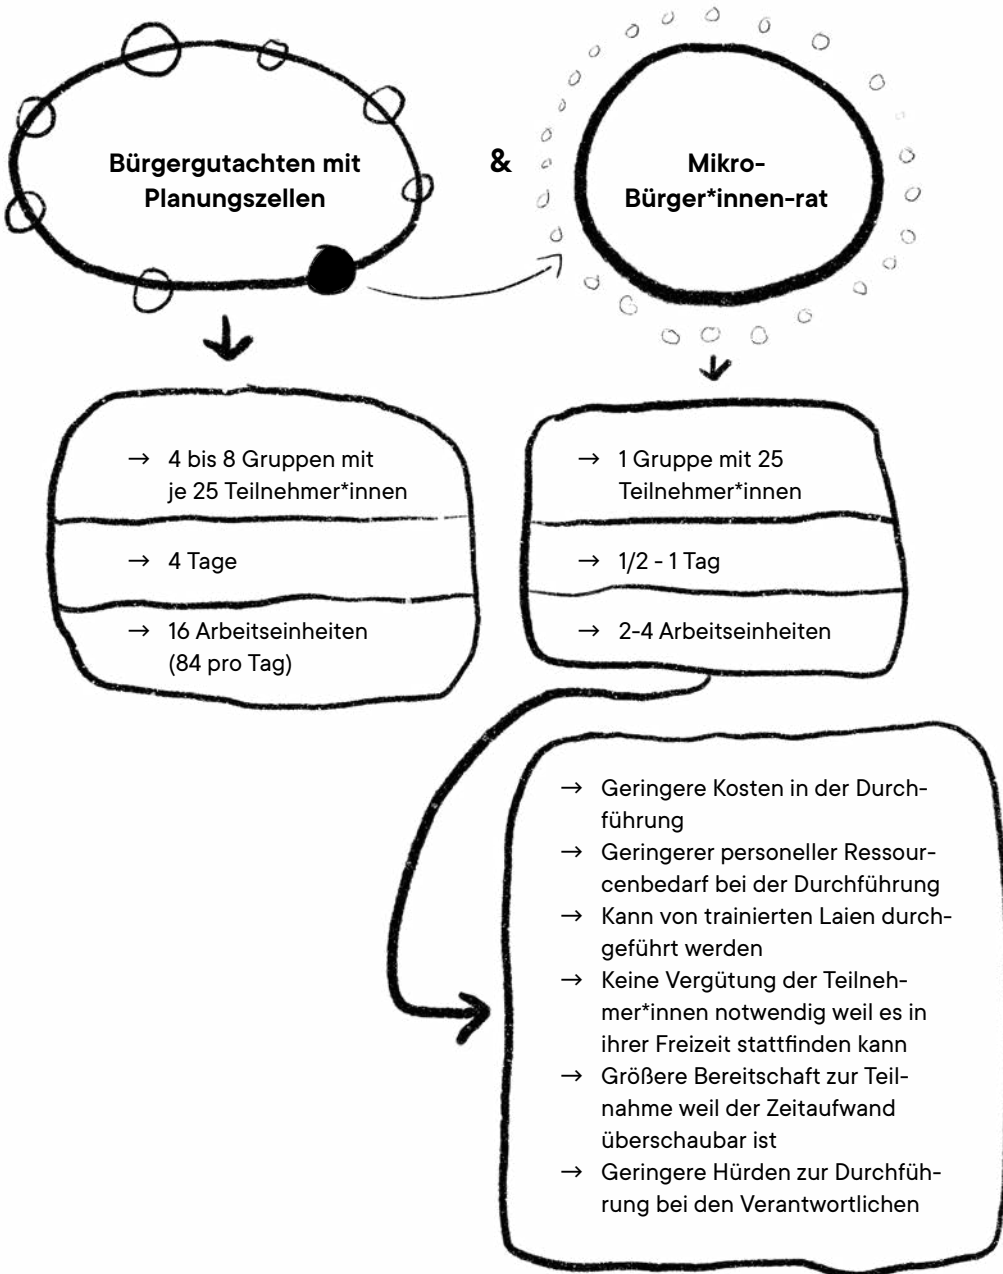 Bürgergutachten mit
Planungszellen
&
Mikro-
Bürger*innen-rat
→ 4 bis 8 Gruppen mit
je 25 Teilnehmer*innen
→ 4 Tage
→ 16 Arbeitseinheiten
(84 pro Tag)
→ 1 Gruppe mit 25
Teilnehmer*innen
→ 1/2 - 1 Tag
→ 2-4 Arbeitseinheiten
→ Geringere Kosten in der Durch-
führung
→ Geringerer personeller Ressour-
cenbedarf bei der Durchführung
→ Kann von trainierten Laien durch-
geführt werden
→ Keine Vergütung der Teilneh-
mer*innen notwendig weil es in
ihrer Freizeit stattfinden kann
→ Größere Bereitschaft zur Teil-
nahme weil der Zeitaufwand
überschaubar ist
→ Geringere Hürden zur Durchfüh-
rung bei den Verantwortlichen